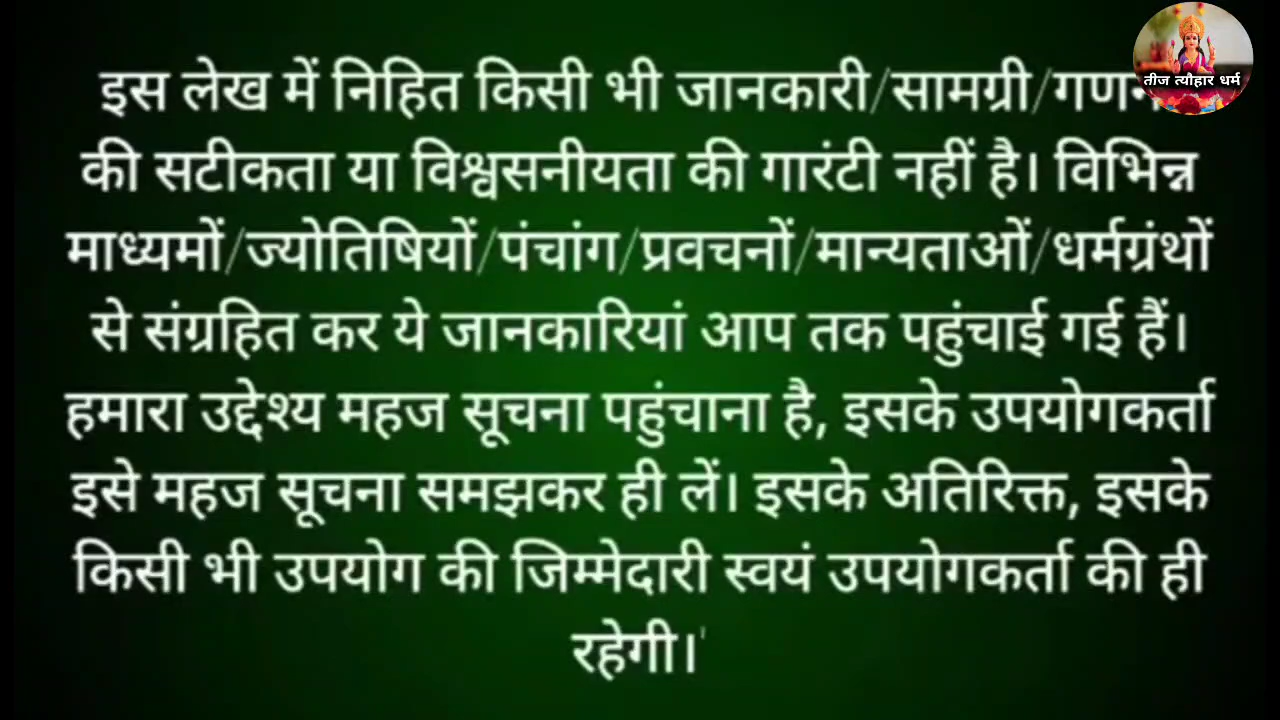 इस लेख में निहित किसी भी जानकारी/सामग्री/
तीज त्यौहार धर्म
की सटीकता या विश्वसनीयता की गारंटी नहीं है। विभिन्न
माध्यमों/ज्योतिषियों/पंचांग/प्रवचनों/मान्यताओं/धर्मग्रंथों
से संग्रहित कर ये जानकारियां आप तक पहुंचाई गई हैं।
हमारा उद्देश्य महज सूचना पहुंचाना है, इसके उपयोगकर्ता
इसे महज सूचना समझकर ही लें। इसके अतिरिक्त, इसके
किसी भी उपयोग की जिम्मेदारी स्वयं उपयोगकर्ता की ही
रहेगी।'